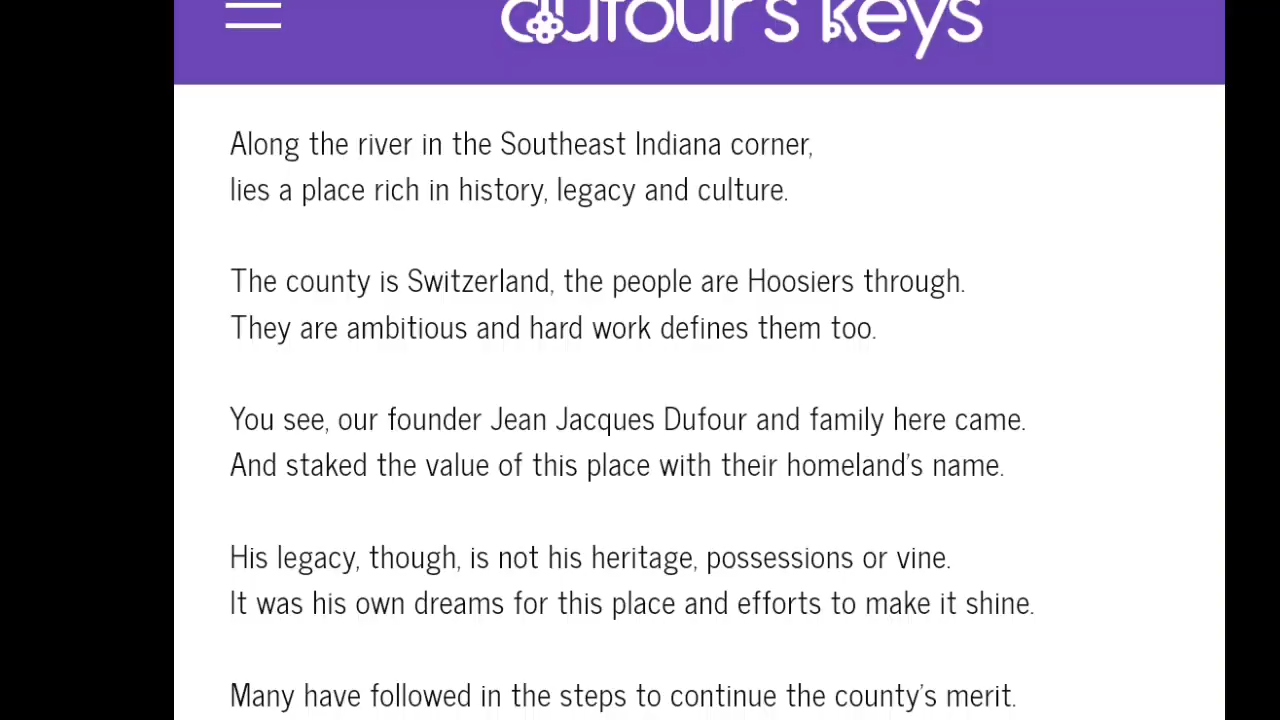 dufour's keys
Along the river in the Southeast Indiana corner,
lies a place rich in history, legacy and culture.
The county is Switzerland, the people are Hoosiers through.
They are ambitious and hard work defines them too.
You see, our founder Jean Jacques Dufour and family here came.
And staked the value of this place with their homeland's name.
His legacy, though, is not his heritage, possessions or vine.
It was his own dreams for this place and efforts to make it shine.
Many have followed in the steps to continue the county's merit.